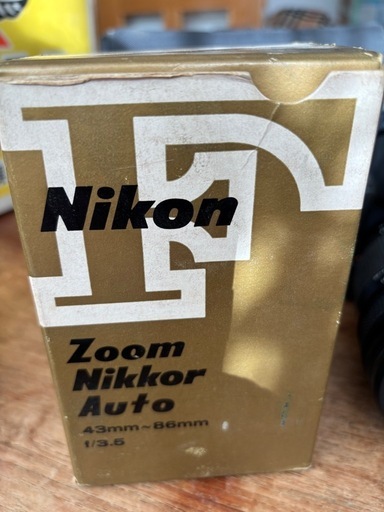 F
Nikon
Zoom
Nikkor
Auto
43mm~86mm
f/3.5